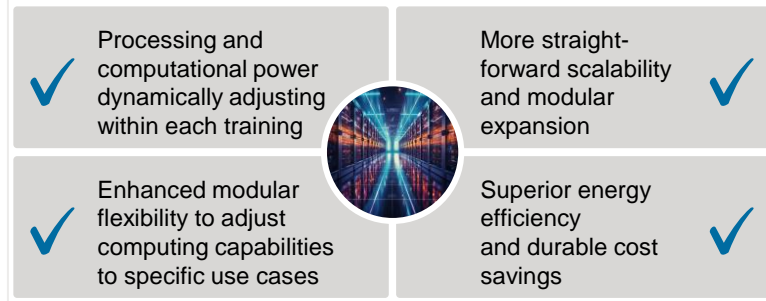 Processing and
computational power
dynamically adjusting
within each training
More straight-
forward scalability
and modular
expansion
Enhanced modular
flexibility to adjust
computing capabilities
to specific use cases
Superior energy
efficiency
and durable cost
savings